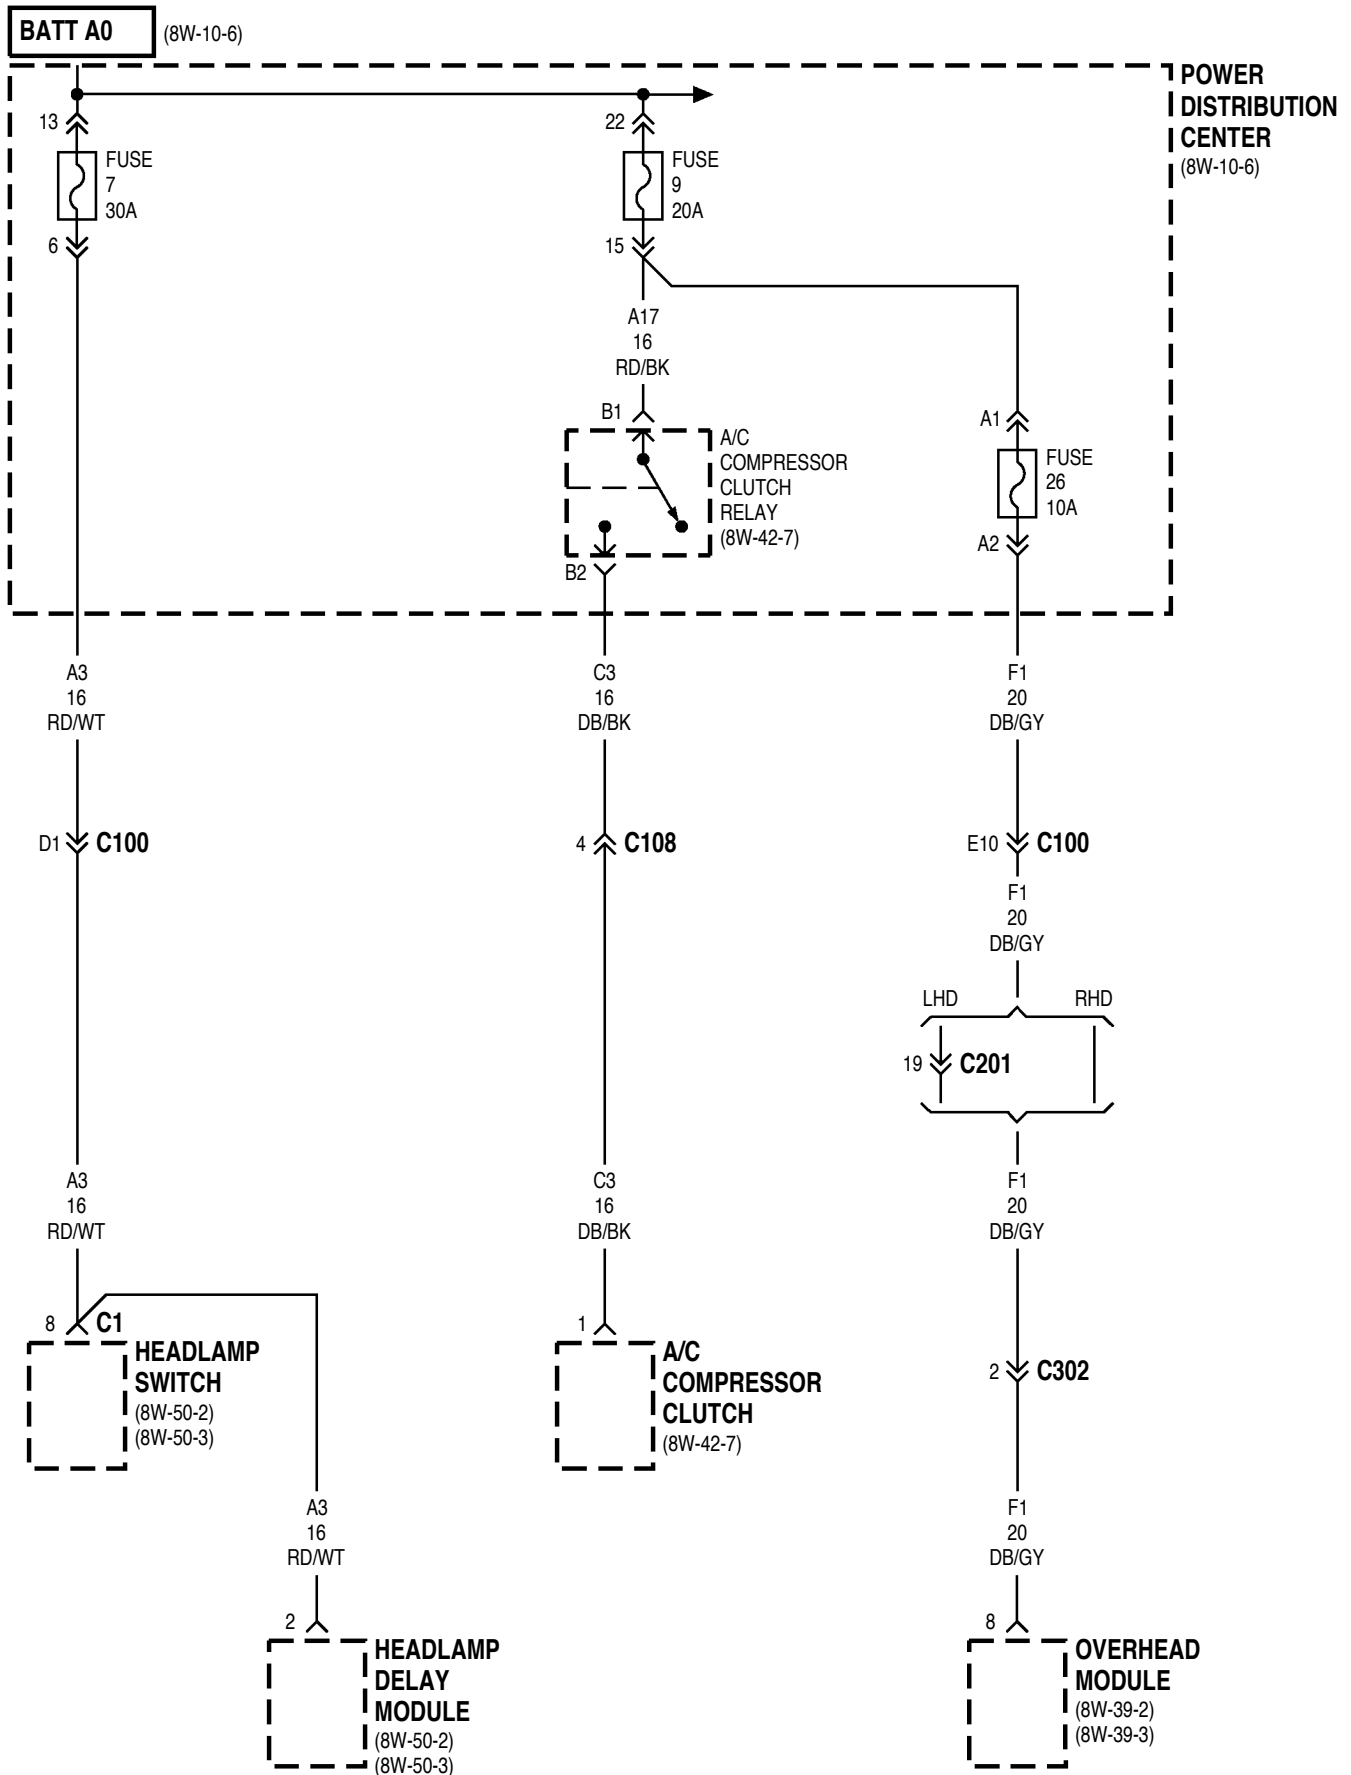 BATT A0
(8W-10-6)
POWER
DISTRIBUTION
CENTER
(8W-10-6)
13
FUSE
7
30A
6
22
FUSE
9
20A
15
A17
16
RD/BK
B1
A/C
COMPRESSOR
CLUTCH
RELAY
(8W-42-7)
B2
A1
FUSE
26
10A
A2
A3
16
RD/WT
C3
16
DB/BK
F1
20
DB/GY
D1
C100
4
C108
E10
C100
F1
20
DB/GY
LHD
RHD
19
C201
A3
16
RD/WT
C3
16
DB/BK
F1
20
DB/GY
8
C1
HEADLAMP
SWITCH
(8W-50-2)
(8W-50-3)
1
A/C
COMPRESSOR
CLUTCH
(8W-42-7)
2
C302
A3
16
RD/WT
F1
20
DB/GY
2
HEADLAMP
DELAY
MODULE
(8W-50-2)
(8W-50-3)
8
OVERHEAD
MODULE
(8W-39-2)
(8W-39-3)